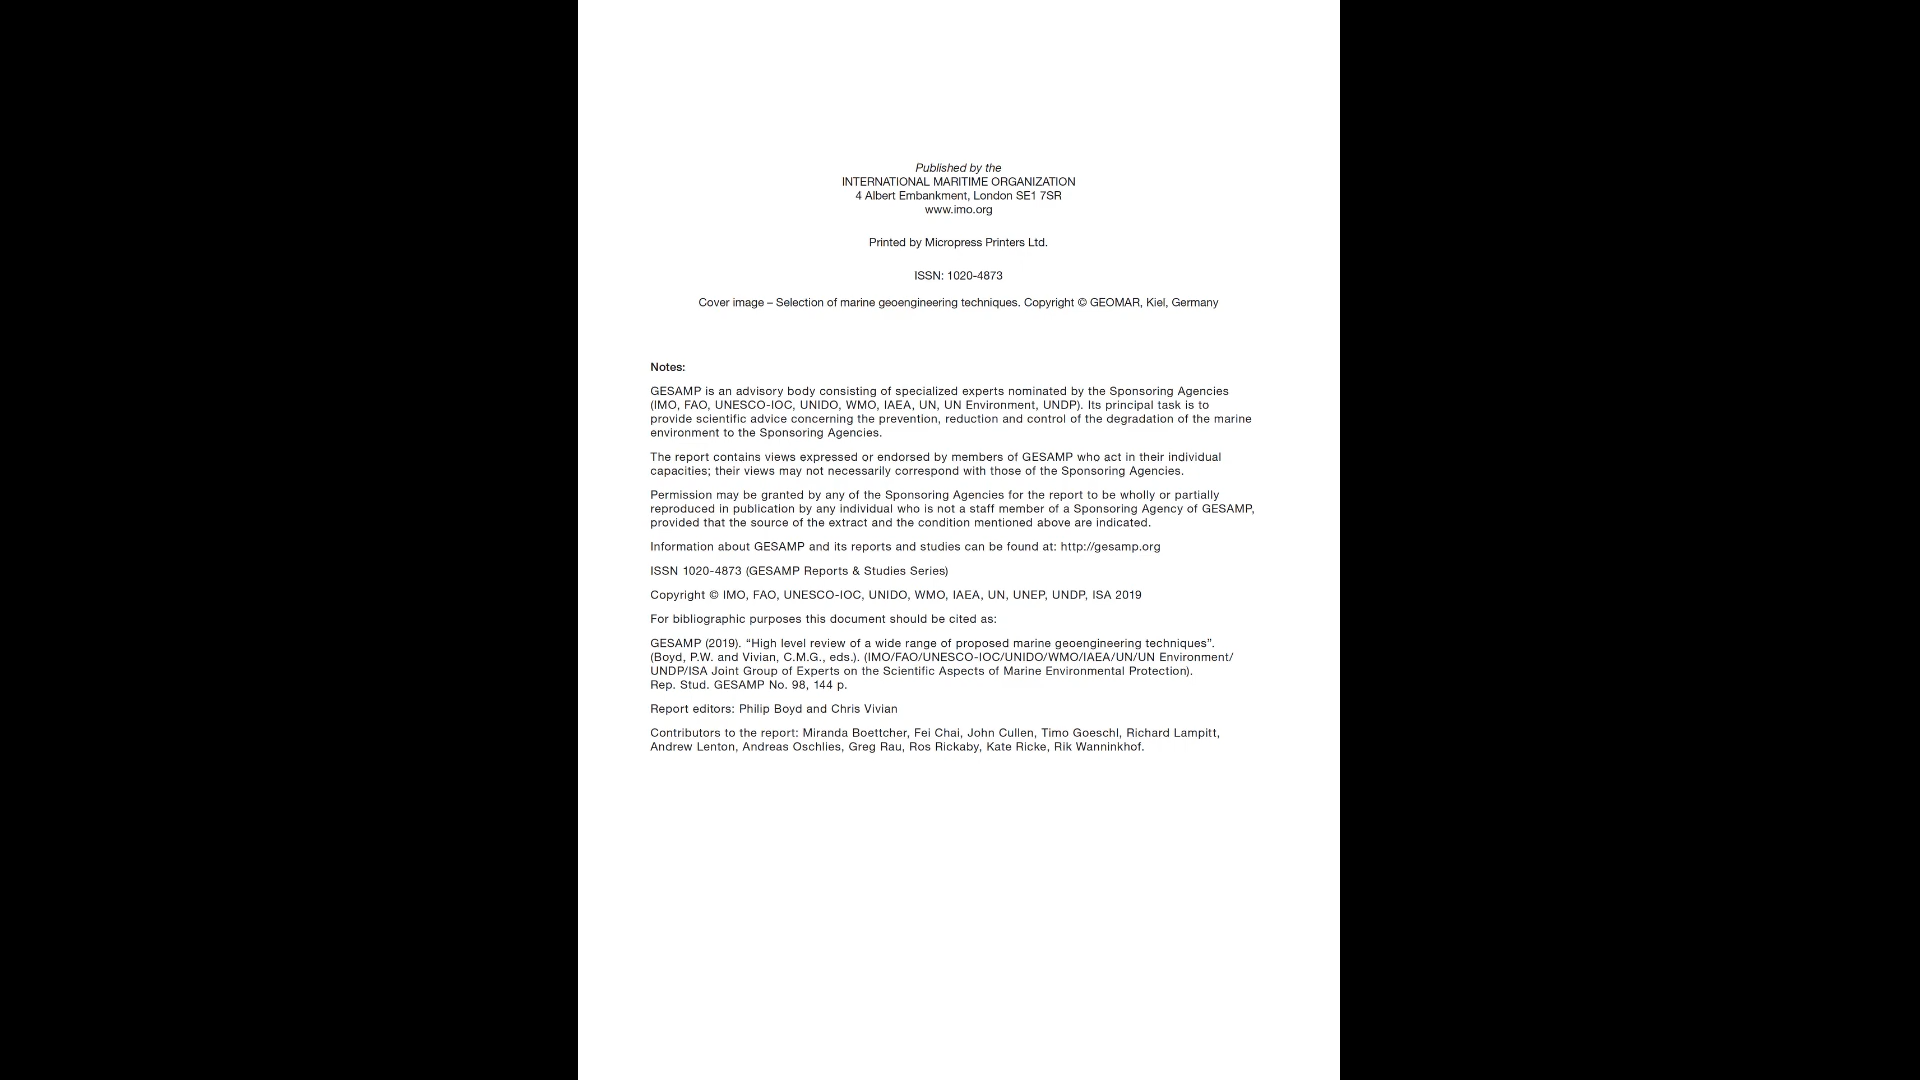 Published by the
INTERNATIONAL MARITIME ORGANIZATION
4 Albert Embankment, London SE1 7SR
www.imo.org
Printed by Micropress Printers Ltd.
ISSN: 1020-4873
Cover image – Selection of marine geoengineering techniques. Copyright © GEOMAR, Kiel, Germany
Notes:
GESAMP is an advisory body consisting of specialized experts nominated by the Sponsoring Agencies
(IMO, FAO, UNESCO-IOC, UNIDO, WMO, IAEA, UN, UN Environment, UNDP). Its principal task is to
provide scientific advice concerning the prevention, reduction and control of the degradation of the marine
environment to the Sponsoring Agencies.
The report contains views expressed or endorsed by members of GESAMP who act in their individual
capacities; their views may not necessarily correspond with those of the Sponsoring Agencies.
Permission may be granted by any of the Sponsoring Agencies for the report to be wholly or partially
reproduced in publication by any individual who is not a staff member of a Sponsoring Agency of GESAMP,
provided that the source of the extract and the condition mentioned above are indicated.
Information about GESAMP and its reports and studies can be found at: http://gesamp.org
ISSN 1020-4873 (GESAMP Reports & Studies Series)
Copyright © IMO, FAO, UNESCO-IOC, UNIDO, WMO, IAEA, UN, UNEP, UNDP, ISA 2019
For bibliographic purposes this document should be cited as:
GESAMP (2019). “High level review of a wide range of proposed marine geoengineering techniques”.
(Boyd, P.W. and Vivian, C.M.G., eds.). (IMO/FAO/UNESCO-IOC/UNIDO/WMO/IAEA/UN/UN Environment/
UNDP/ISA Joint Group of Experts on the Scientific Aspects of Marine Environmental Protection).
Rep. Stud. GESAMP No. 98, 144 p.
Report editors: Philip Boyd and Chris Vivian
Contributors to the report: Miranda Boettcher, Fei Chai, John Cullen, Timo Goeschl, Richard Lampitt,
Andrew Lenton, Andreas Oschlies, Greg Rau, Ros Rickaby, Kate Ricke, Rik Wanninkhof.